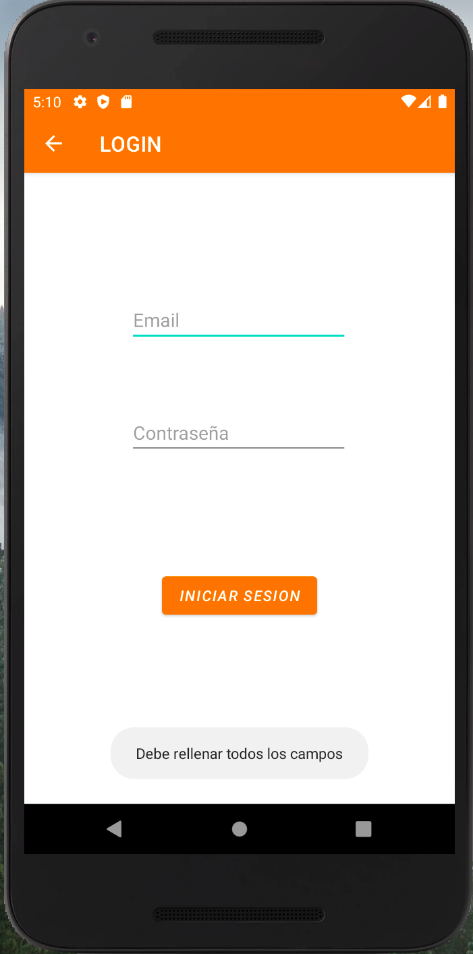 5:10
LOGIN
Email
Contraseña
INICIAR SESION
Debe rellenar todos los campos